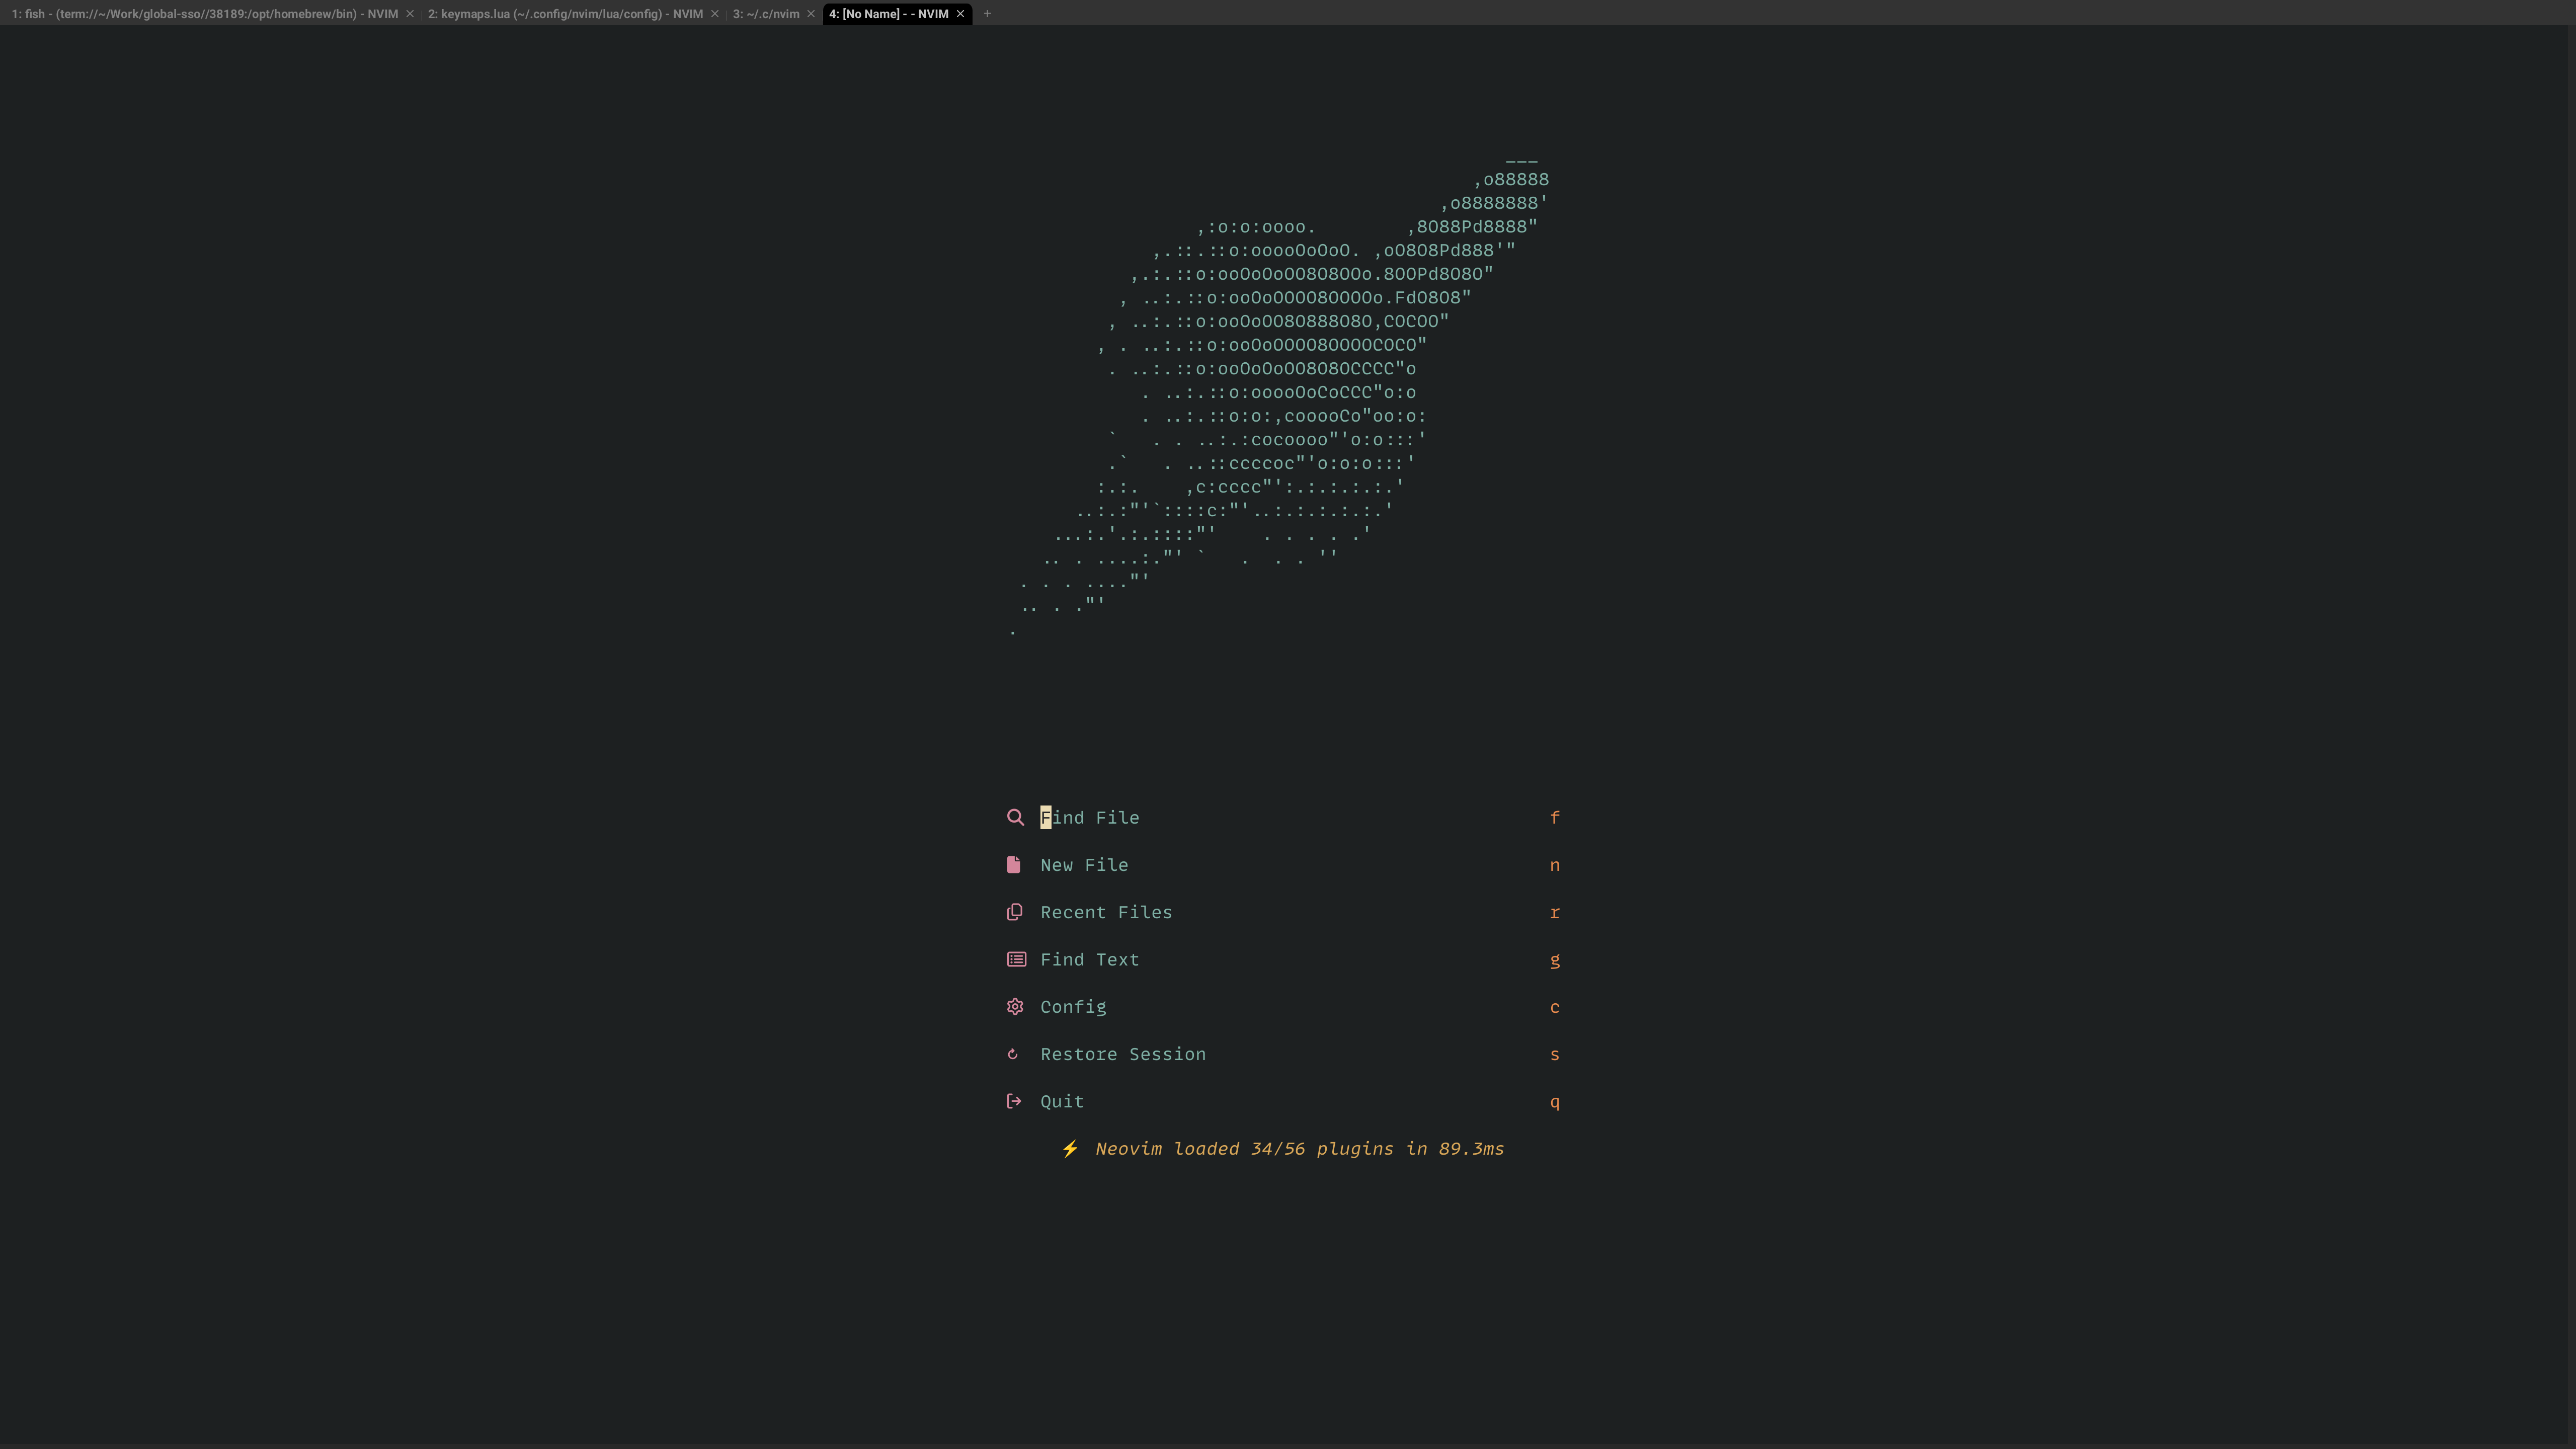 1: fish - (term://~/Work/global-sso//38189:/opt/homebrew/bin) - NVIM × 2: keymaps.lua (~/.config/nvim/lua/config) - NVIM × 3: ~/.c/nvim × 4: [No Name] - - NVIM × +
___
,o88888
,o8888888'
,:o:o:oooo.        ,8O88Pd8888"
,.::.::o:ooooOoOoO. ,oO8O8Pd888'"
,.:.::o:ooOoOoOO8O8OOo.8OOPd8O8O"
, ..:.::o:ooOoOOOO8OOOOo.FdO8O8"
, ..:.::o:ooOoOO8O888O8O,COCOO"
, . ..:.::o:ooOoOOOO8OOOOCOCO"
. ..:.::o:ooOoOoOO8O8OCCCC"o
. ..:.::o:ooooOoCoCCC"o:o
. ..:.::o:o:,cooooCo"oo:o:
`   . . ..:.:cocoooo"'o:o:::'
.`   . ..::ccccoc"'o:o:o:::'
:.:.    ,c:cccc"':.:.:.:.:.'
..:.:"'`::::c:"'..:.:.:.:.:.'
...:.'.:.::::"'    . . . . .'
.. . ....:."' `   .  . . ''
. . . ...."'
.. . ."'
.
Find File f
New File n
Recent Files r
Find Text g
Config c
Restore Session s
Quit q
⚡ Neovim loaded 34/56 plugins in 89.3ms